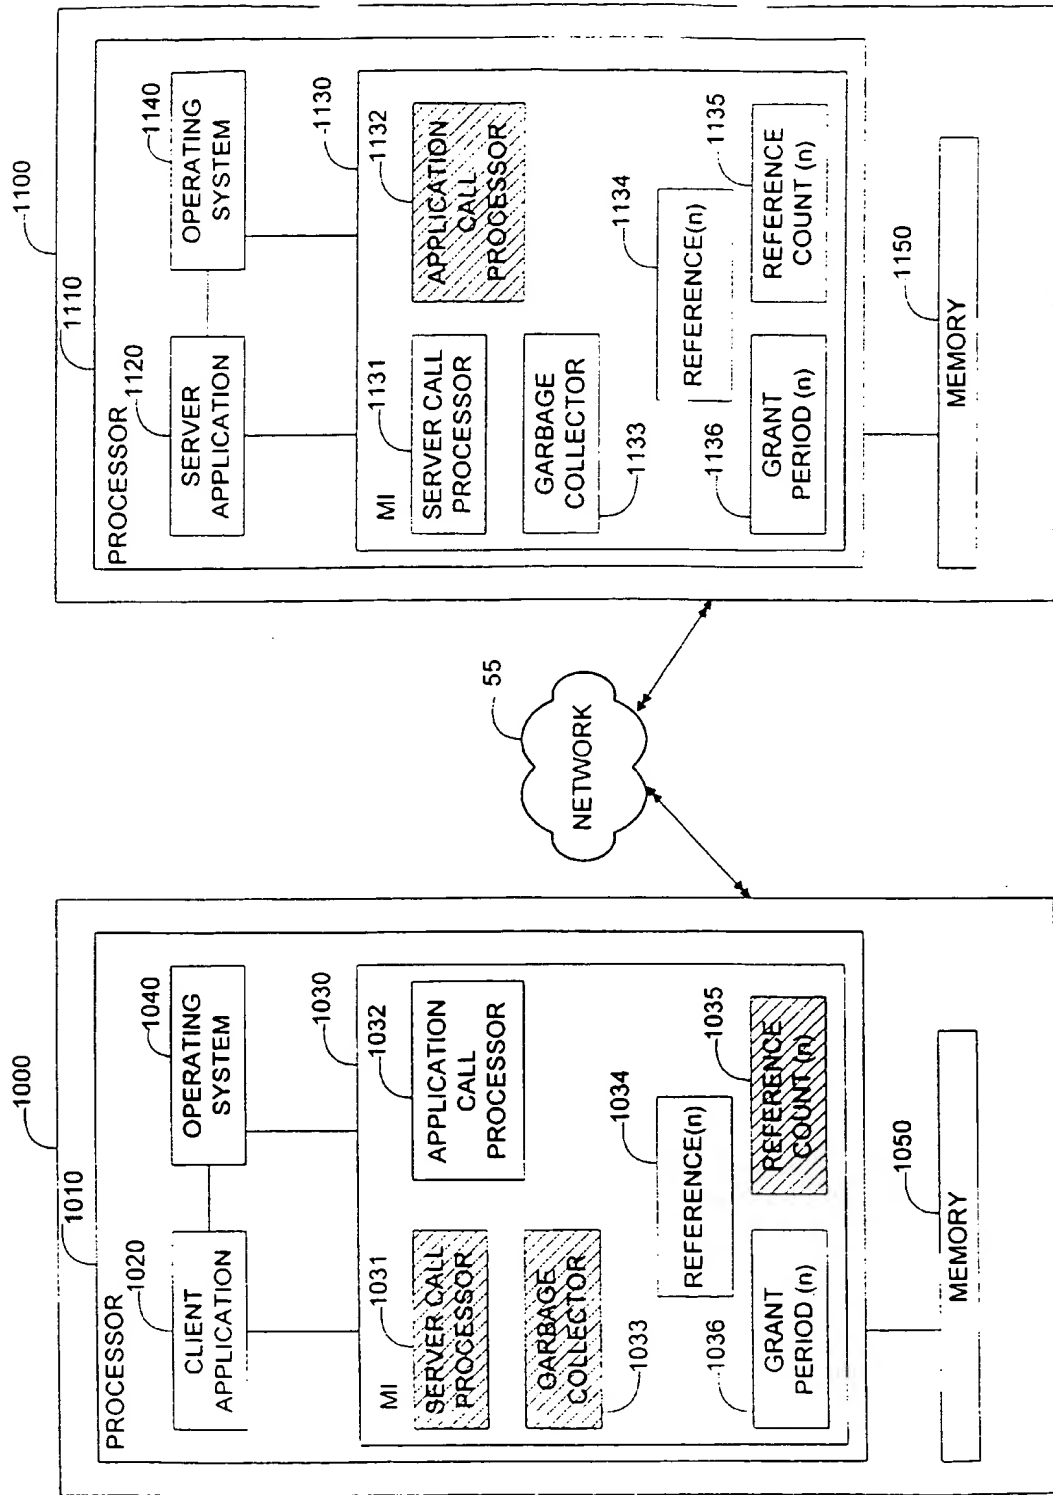 1000
1010
PROCESSOR
1020
CLIENT
APPLICATION
1040
OPERATING
SYSTEM
1030
MI
1031
SERVER CALL
PROCESSOR
1032
APPLICATION
CALL
PROCESSOR
GARBAGE
COLLECTOR
1033
1034
REFERENCE(n)
1035
REFERENCE
COUNT (n)
1036
GRANT
PERIOD (n)
1050
MEMORY
55
NETWORK
1100
1110
PROCESSOR
1120
SERVER
APPLICATION
1140
OPERATING
SYSTEM
1130
MI
1131
SERVER CALL
PROCESSOR
1132
APPLICATION
CALL
PROCESSOR
GARBAGE
COLLECTOR
1133
1134
REFERENCE(n)
1135
REFERENCE
COUNT (n)
1136
GRANT
PERIOD (n)
1150
MEMORY